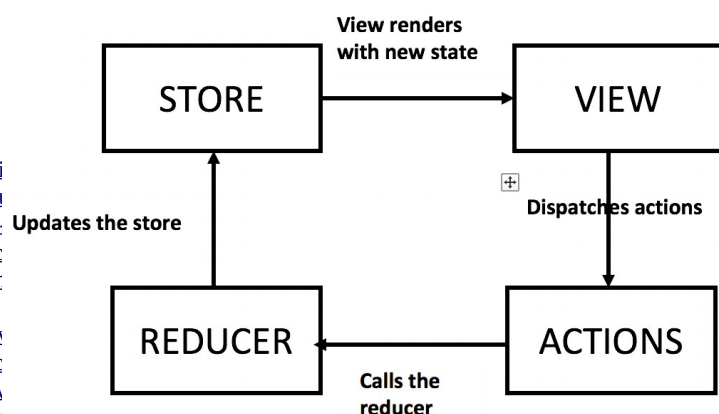 View renders
with new state
STORE
VIEW
Dispatches actions
Updates the store
REDUCER
ACTIONS
Calls the
reducer